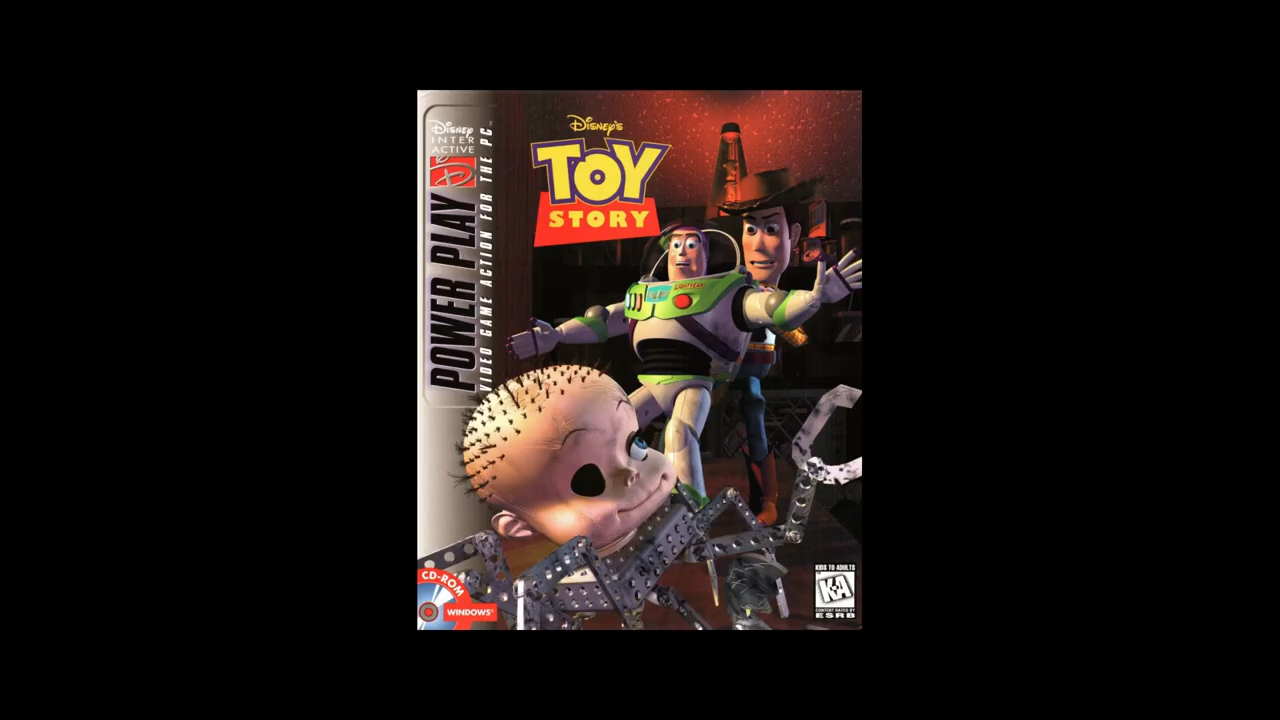 DISNEY
INTER
ACTIVE
POWER PLAY
VIDEO GAME ACTION FOR THE PC
DISNEY'S
TOY
STORY
LIGHTYEAR
CD-ROM
WINDOWS®
KIDS TO ADULTS
K-A
CONTENT RATED BY
ESRB